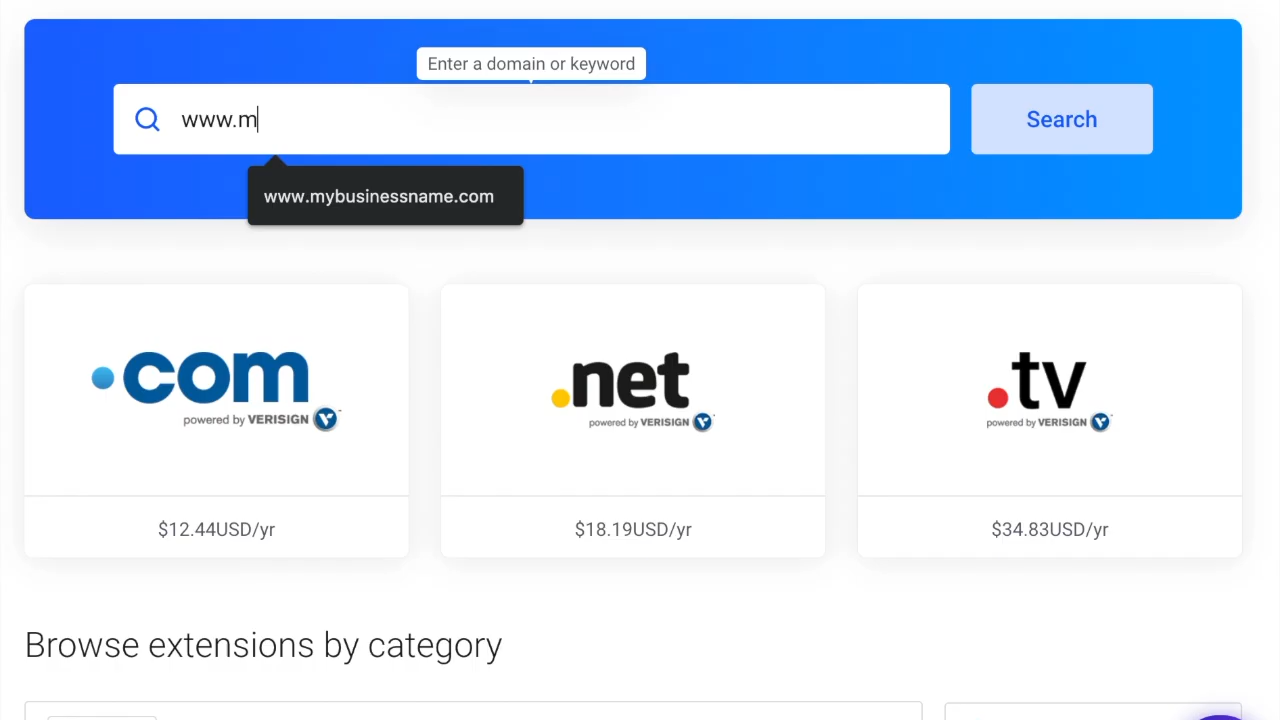 Enter a domain or keyword
www.m
Search
www.mybusinessname.com
.com
powered by VERISIGN
.net
powered by VERISIGN
.tv
powered by VERISIGN
$12.44USD/yr
$18.19USD/yr
$34.83USD/yr
Browse extensions by category